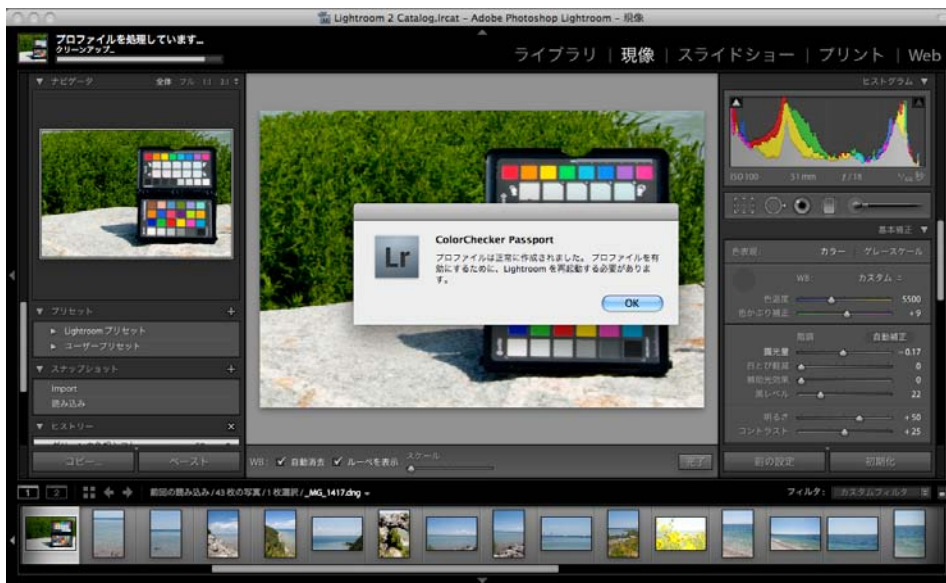 Lightroom 2 Catalog.lrcat – Adobe Photoshop Lightroom – 現像
プロファイルを処理しています...
クリーンアップ...
ライブラリ | 現像 | スライドショー | プリント | Web
ナビゲータ 全体 フル 1:1 3:1
ヒストグラム
ISO 100 51 mm
基本補正
色表現: カラー グレースケール
WB: カスタム
色温度 5500
色かぶり補正 + 9
階調 自動補正
露光量 – 0.17
白とび軽減 0
補助光効果 0
黒レベル 22
明るさ + 50
コントラスト + 25
プリセット
Lightroom プリセット
ユーザープリセット
スナップショット
Import
読み込み
ヒストリー
コピー... ペースト
ColorChecker Passport
プロファイルは正常に作成されました。 プロファイルを有
効にするために、Lightroom を再起動する必要がありま
す。
OK
Lr
WB: 自動消去 ルーペを表示 スケール
完了
前の設定 初期化
1 2 前回の読み込み/43 枚の写真/1 枚選択/_MG_1417.dng
フィルタ: カスタムフィルタ